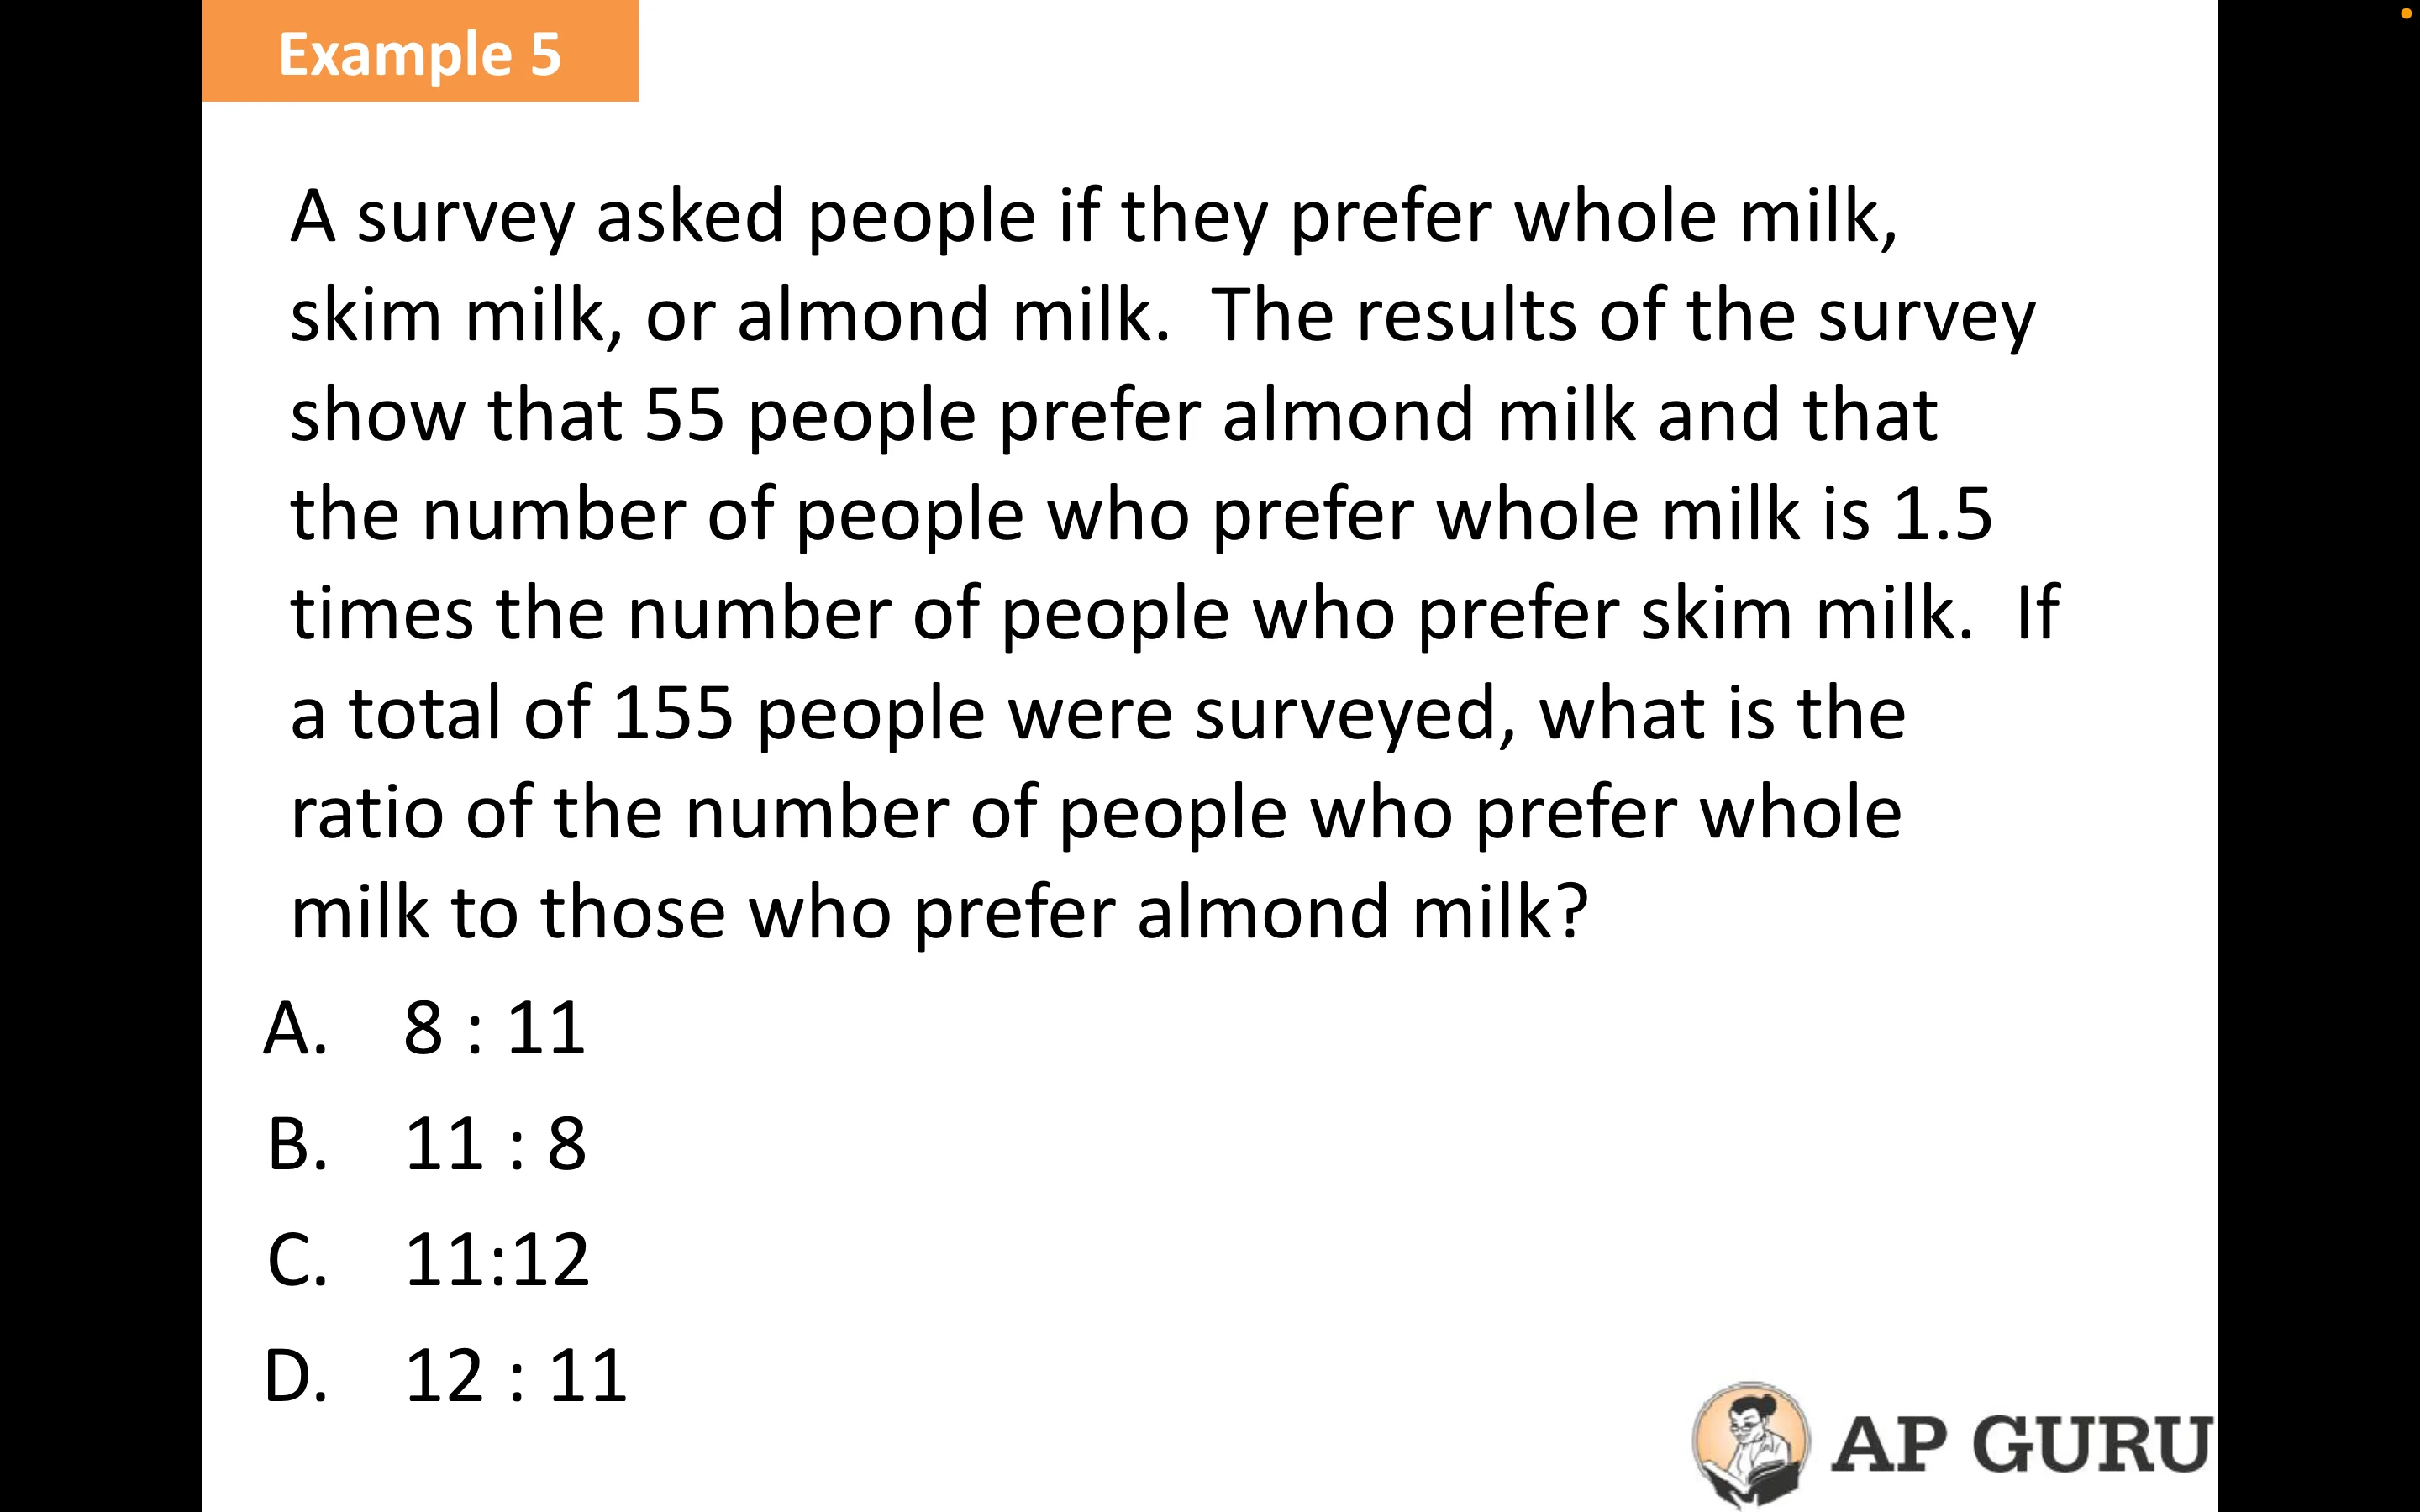 Example 5
A survey asked people if they prefer whole milk,
skim milk, or almond milk.  The results of the survey
show that 55 people prefer almond milk and that
the number of people who prefer whole milk is 1.5
times the number of people who prefer skim milk.  If
a total of 155 people were surveyed, what is the
ratio of the number of people who prefer whole
milk to those who prefer almond milk?
A. 8 : 11
B. 11 : 8
C. 11:12
D. 12 : 11
AP GURU